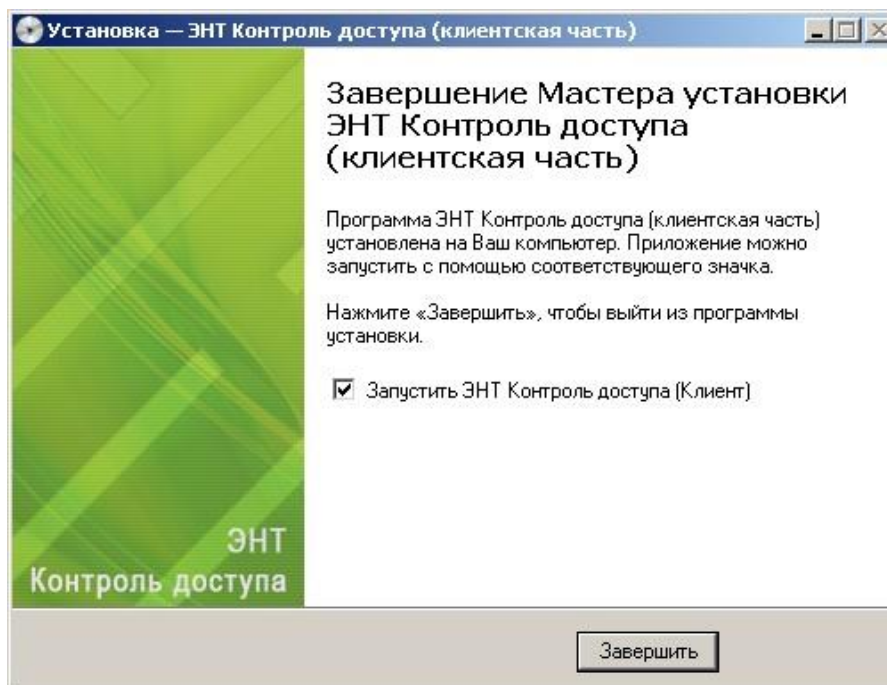 Установка — ЭНТ Контроль доступа (клиентская часть)
Завершение Мастера установки
ЭНТ Контроль доступа
(клиентская часть)
Программа ЭНТ Контроль доступа (клиентская часть)
установлена на Ваш компьютер. Приложение можно
запустить с помощью соответствующего значка.
Нажмите «Завершить», чтобы выйти из программы
установки.
Запустить ЭНТ Контроль доступа (Клиент)
ЭНТ
Контроль доступа
Завершить